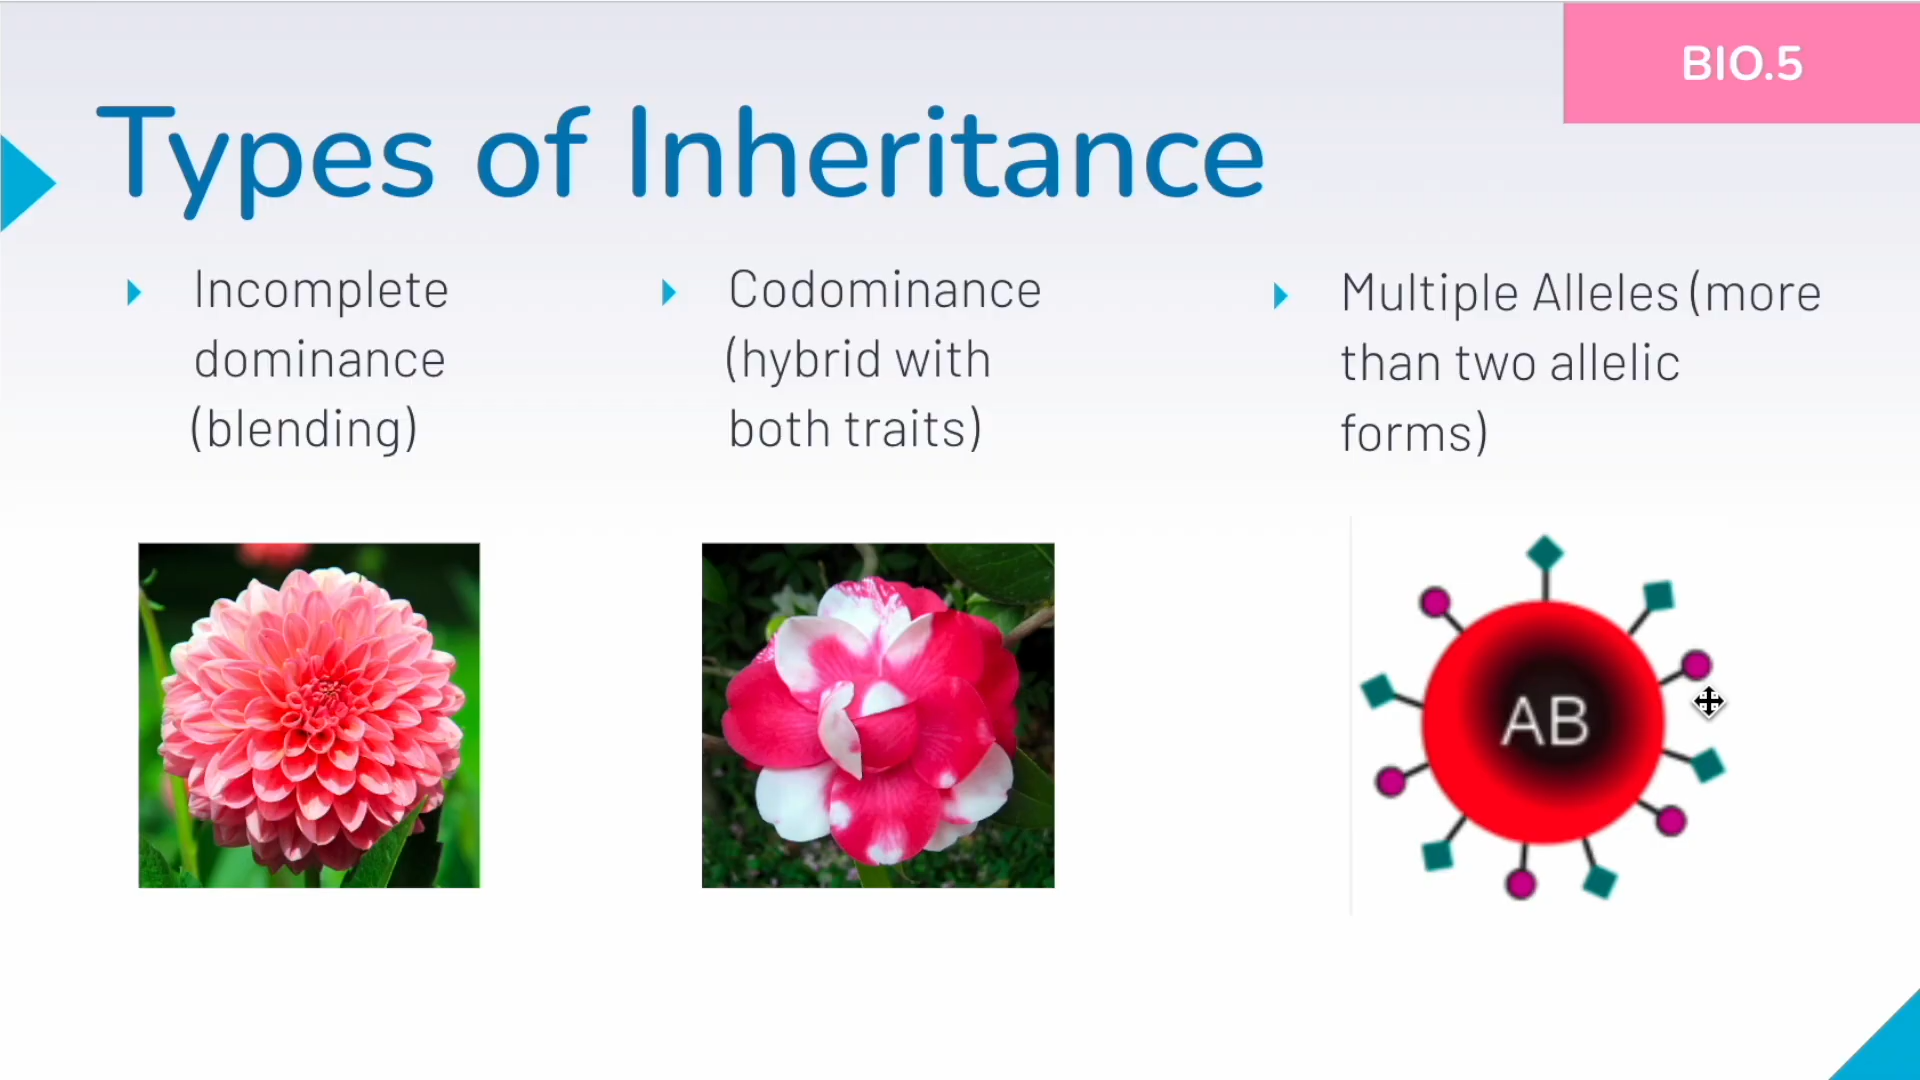 BIO.5
Types of Inheritance
Incomplete
dominance
(blending)
Codominance
(hybrid with
both traits)
Multiple Alleles (more
than two allelic
forms)
AB